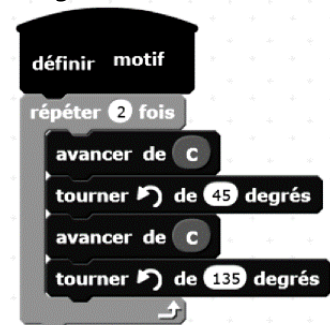 définir motif
répéter 2 fois
avancer de C
tourner ↺ de 45 degrés
avancer de C
tourner ↺ de 135 degrés